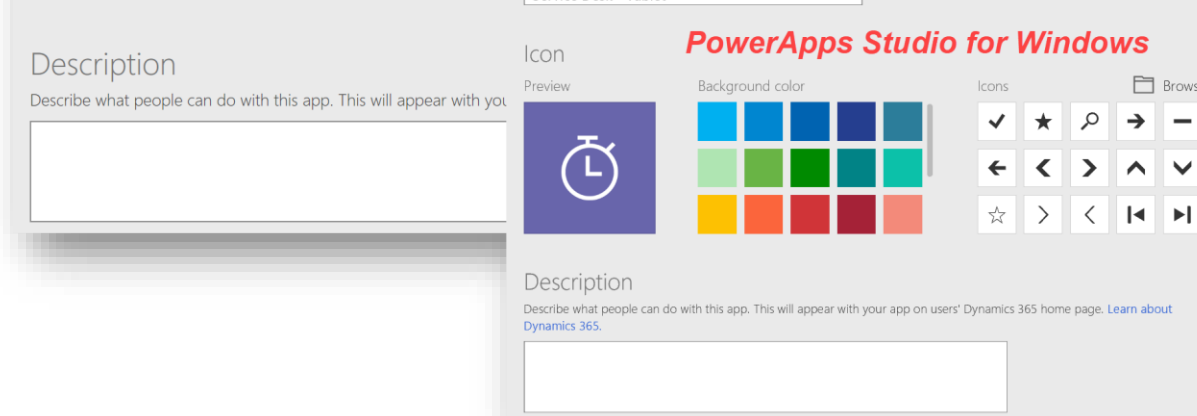 Description
Describe what people can do with this app. This will appear with you
PowerApps Studio for Windows
Icon
Preview
Background color
Icons
Brows
Description
Describe what people can do with this app. This will appear with your app on users' Dynamics 365 home page. Learn about
Dynamics 365.